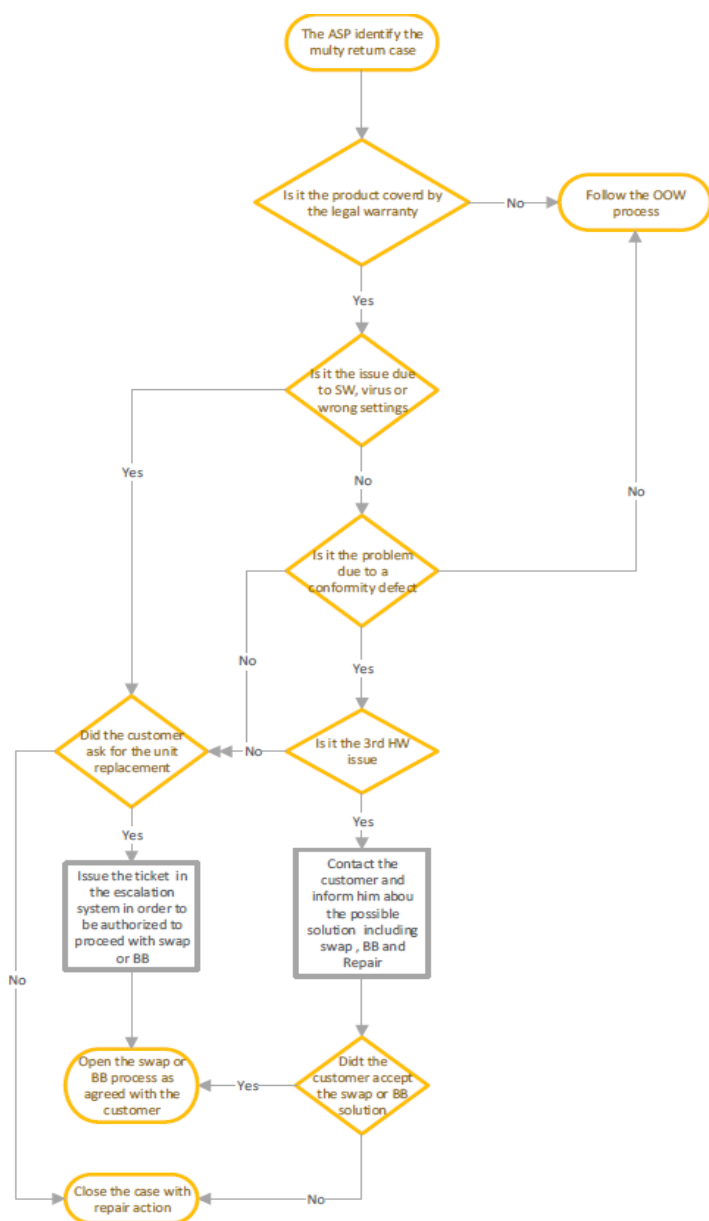 The ASP identify the
multy return case
Is it the product coverd by
the legal warranty
No
Follow the OOW
process
Yes
Is it the issue due
to SW, virus or
wrong settings
Yes
No
No
Is it the problem
due to a
conformity defect
No
Yes
Did the customer
ask for the unit
replacement
No
Is it the 3rd HW
issue
Yes
Yes
Issue the ticket in
the escalation
system in order to
be authorized to
proceed with swap
or BB
Contact the
customer and
inform him abou
the possible
solution including
swap , BB and
Repair
No
Open the swap or
BB process as
agreed with the
customer
Yes
Didt the
customer accept
the swap or BB
solution
Close the case with
repair action
No